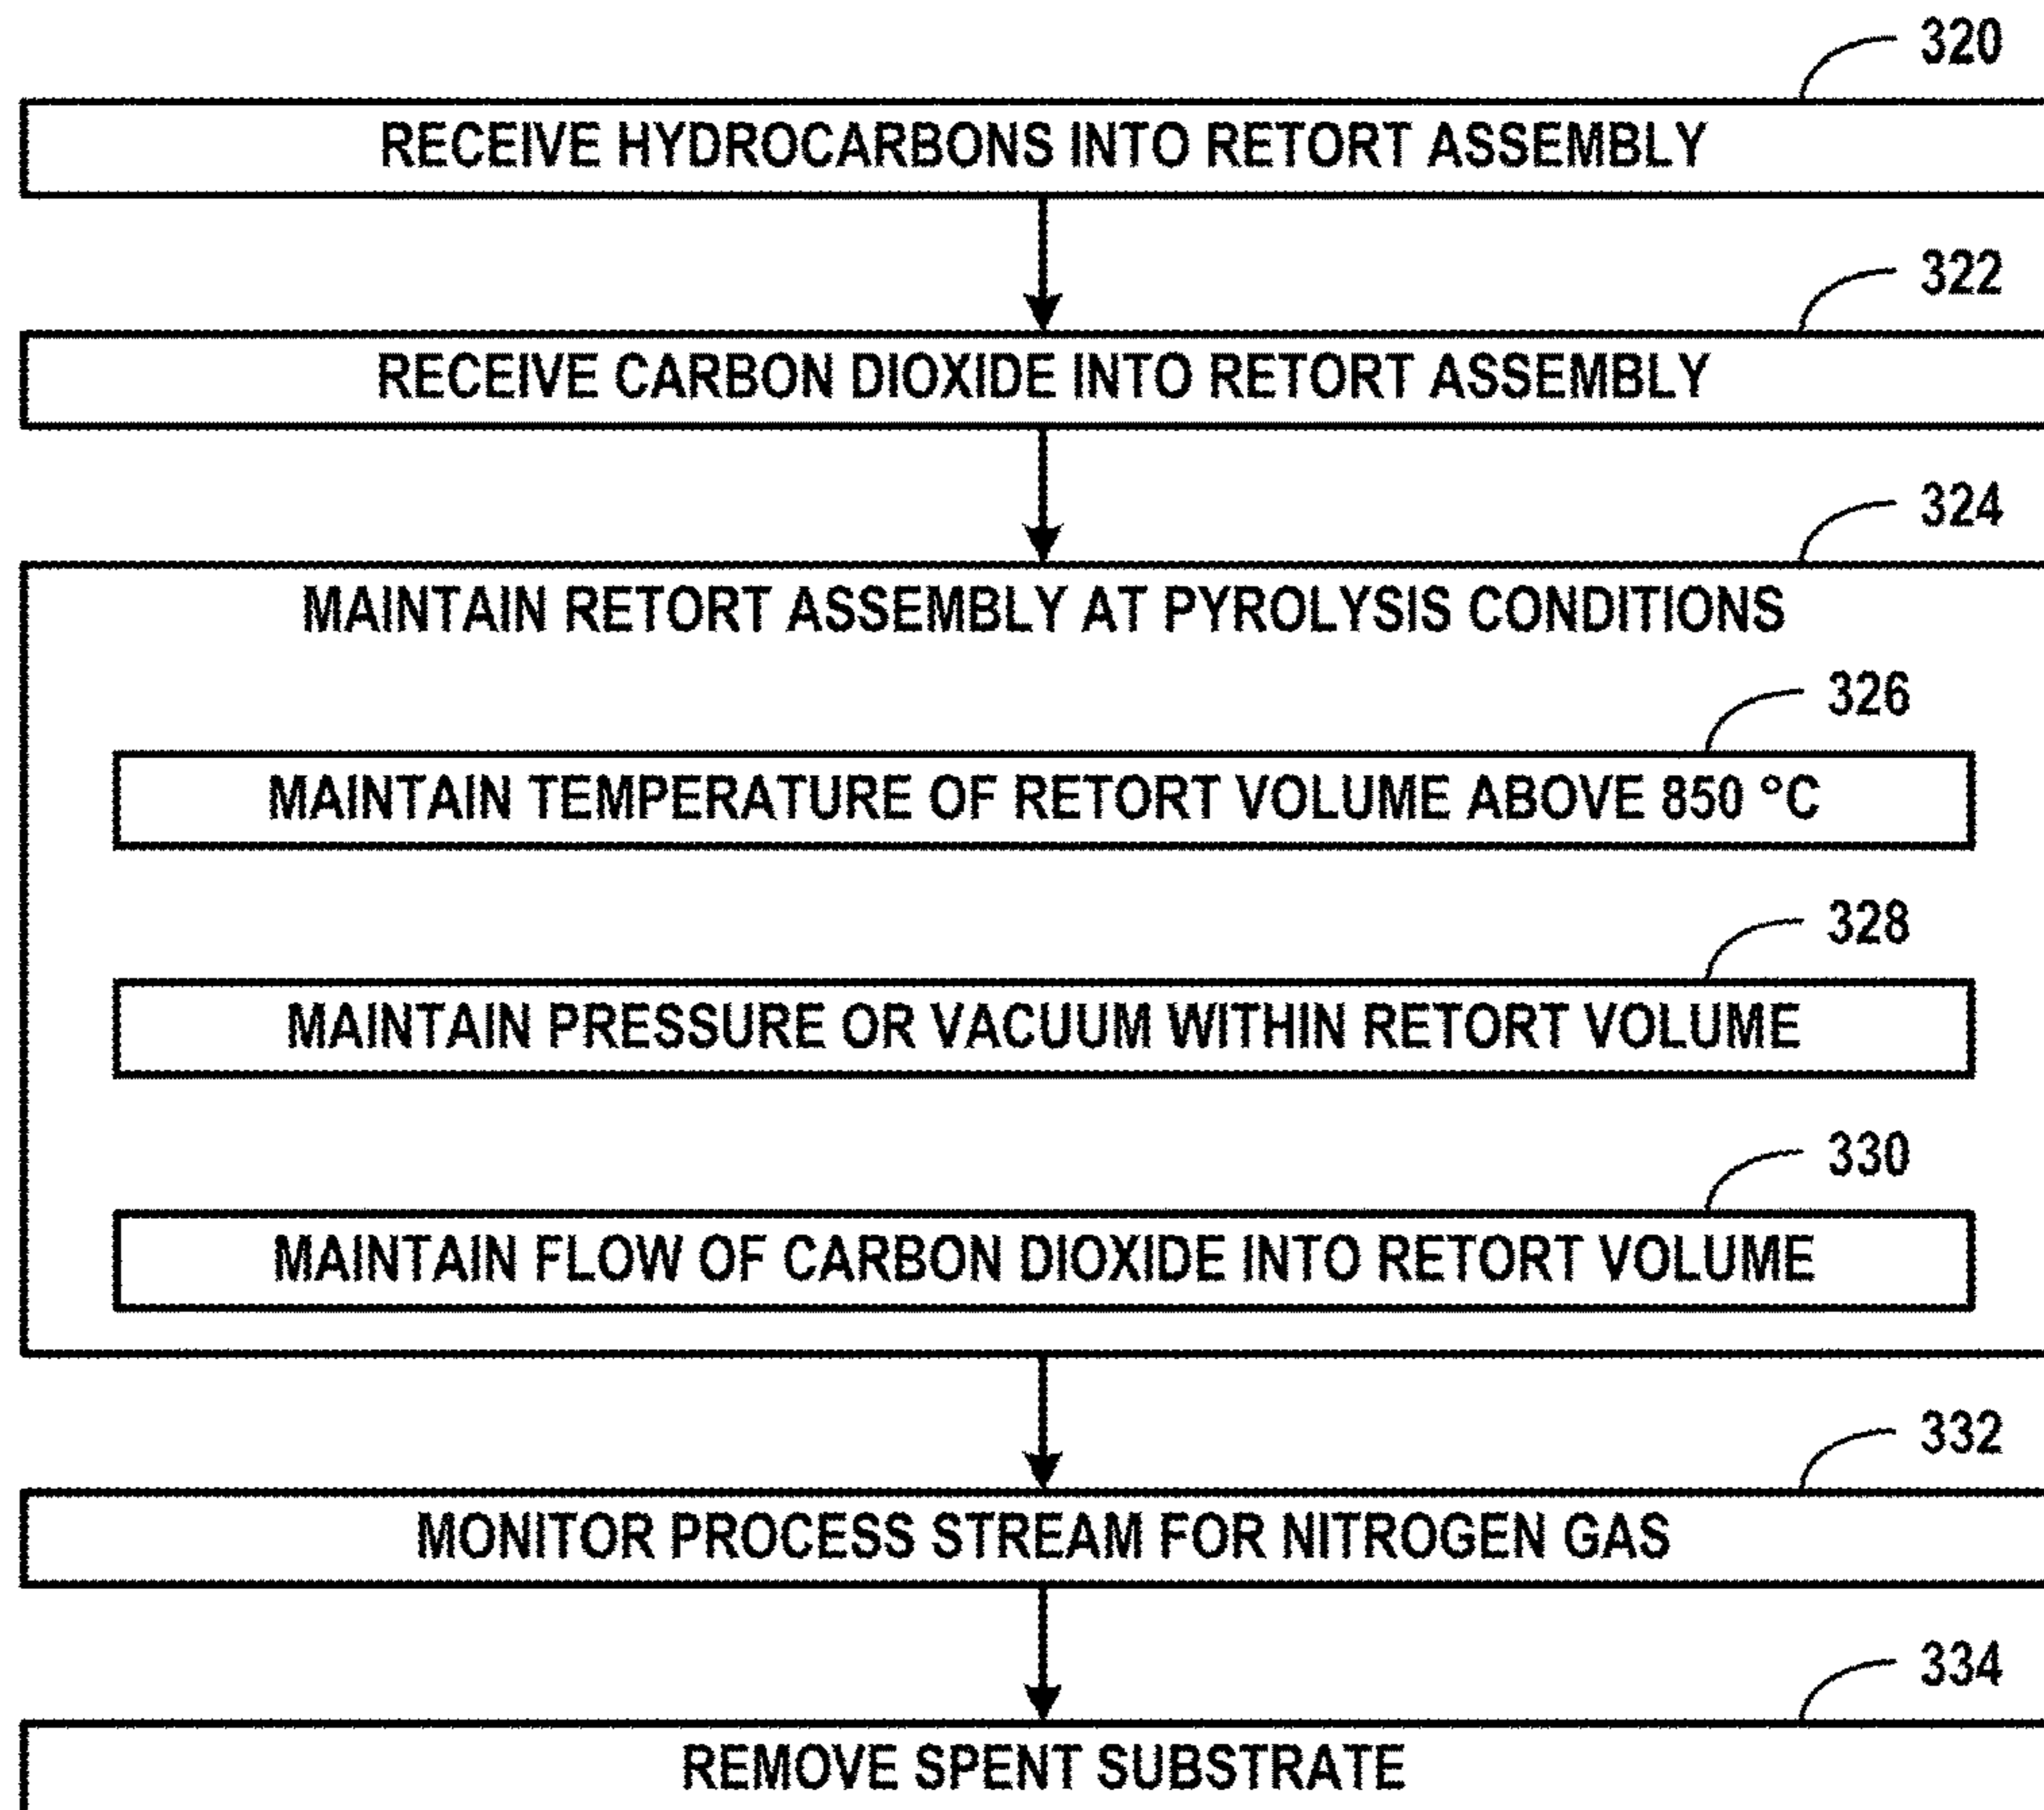 320
RECEIVE HYDROCARBONS INTO RETORT ASSEMBLY
322
RECEIVE CARBON DIOXIDE INTO RETORT ASSEMBLY
324
MAINTAIN RETORT ASSEMBLY AT PYROLYSIS CONDITIONS
326
MAINTAIN TEMPERATURE OF RETORT VOLUME ABOVE 850 °C
328
MAINTAIN PRESSURE OR VACUUM WITHIN RETORT VOLUME
330
MAINTAIN FLOW OF CARBON DIOXIDE INTO RETORT VOLUME
332
MONITOR PROCESS STREAM FOR NITROGEN GAS
334
REMOVE SPENT SUBSTRATE